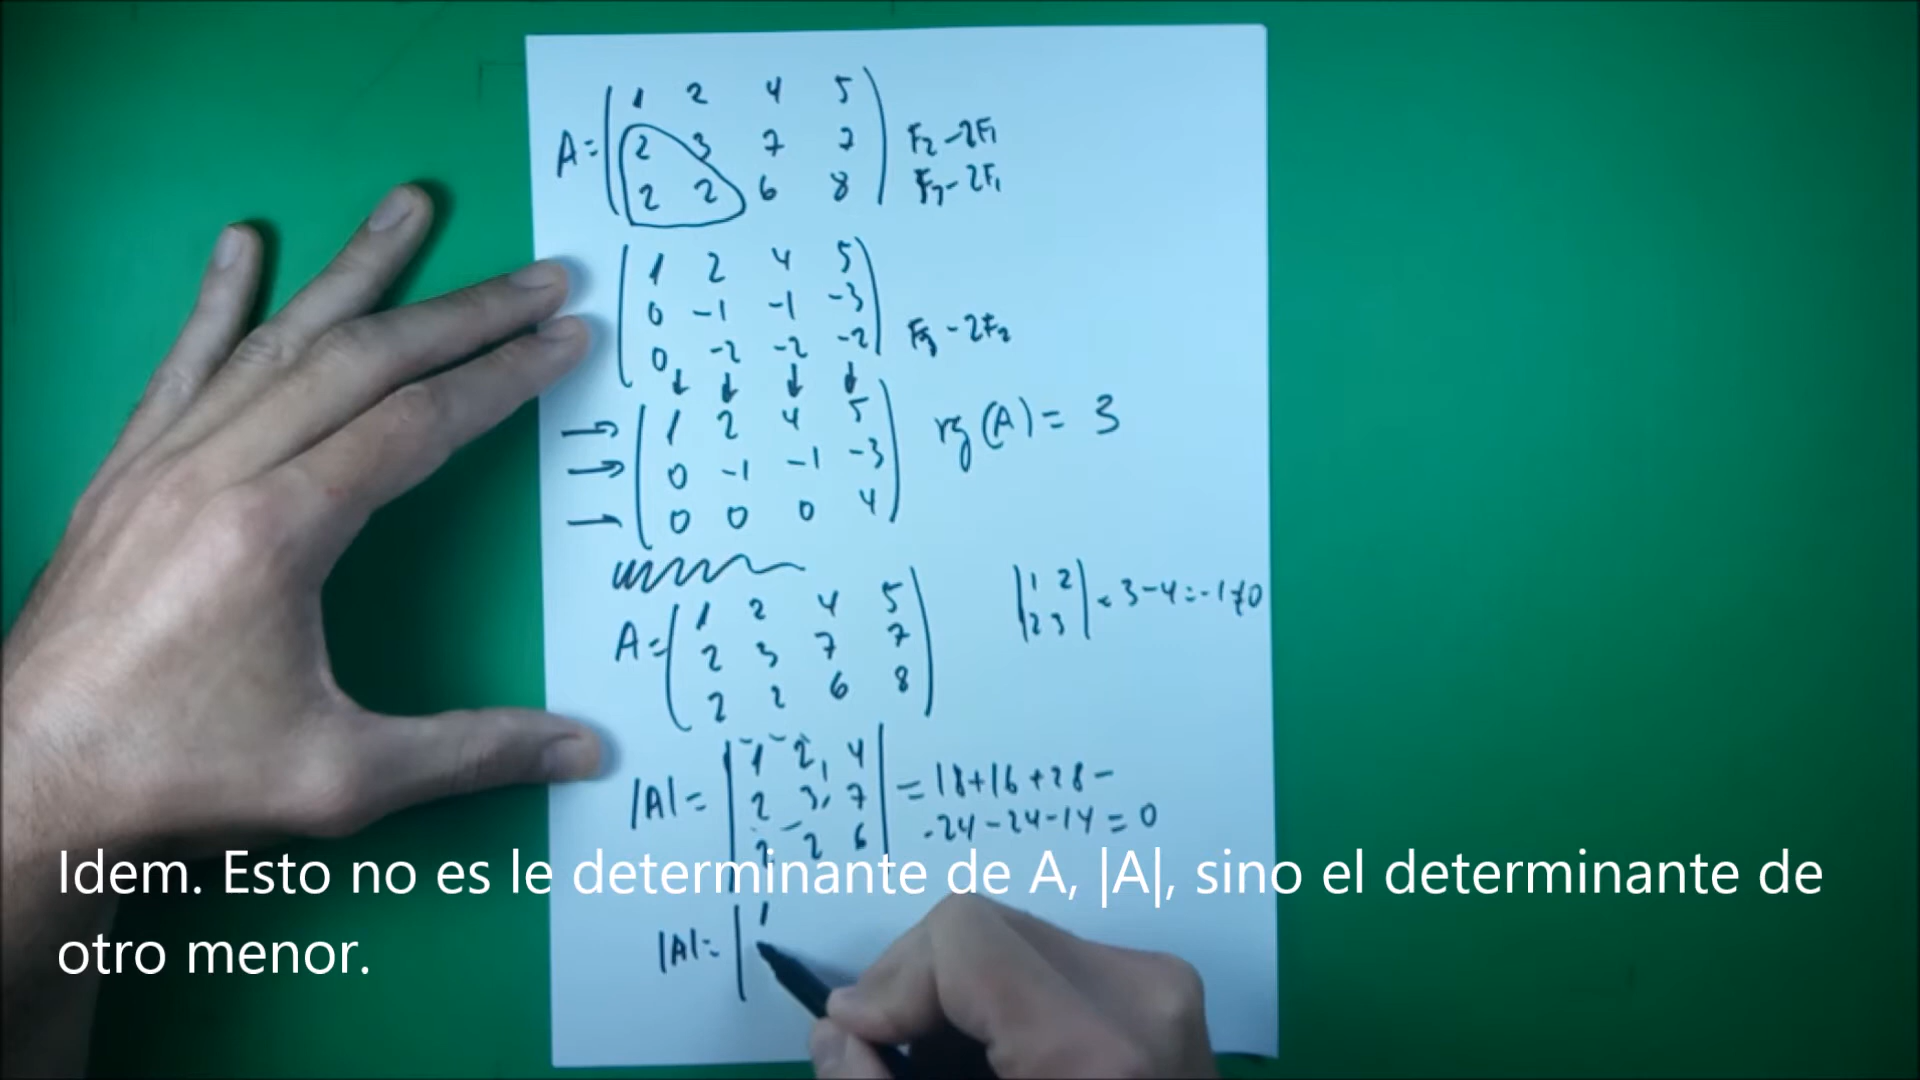 A = ( 1 2 4 5
2 3 7 7
2 2 6 8 )
F2 - 2F1
F3 - 2F1
( 1 2 4 5
0 -1 -1 -3
0 -2 -2 -2 )
F3 - 2F2
( 1 2 4 5
0 -1 -1 -3
0 0 0 4 )
rg (A) = 3
A = ( 1 2 4 5
2 3 7 7
2 2 6 8 )
| 1 2
2 3 | = 3-4 = -1 ≠ 0
|A| = | 1 2 4
2 3 7
2 2 6 | = 18+16+28-
-24-24-14 = 0
Idem. Esto no es le determinante de A, |A|, sino el determinante de
otro menor.
|A| = | 1